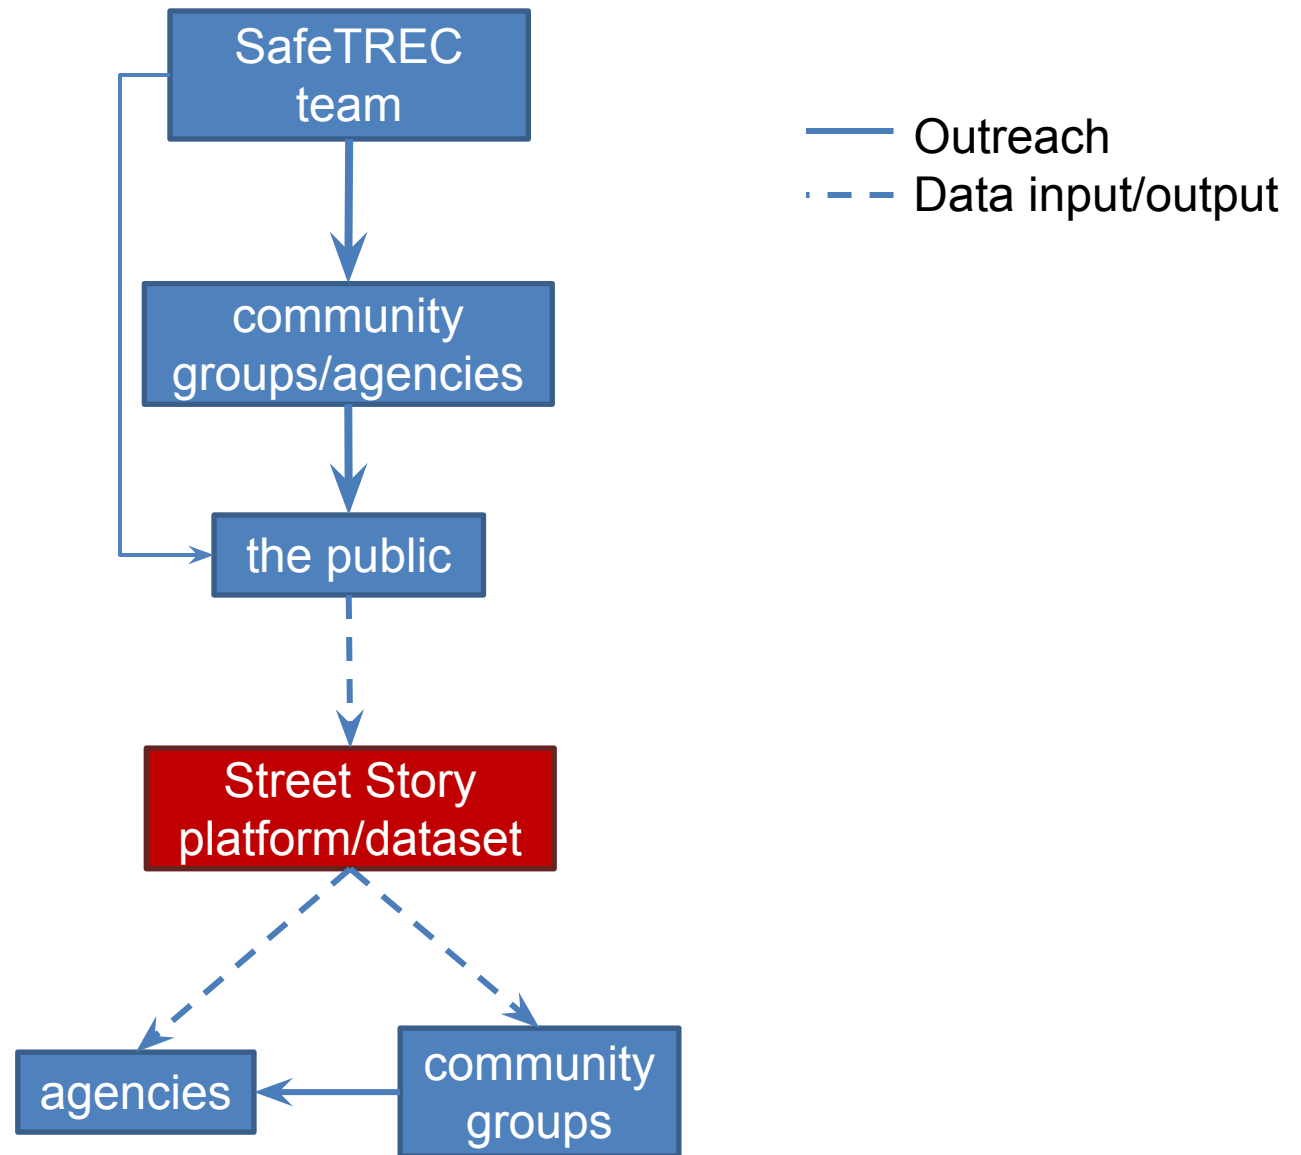 SafeTREC
team
Outreach
Data input/output
community
groups/agencies
the public
Street Story
platform/dataset
agencies
community
groups